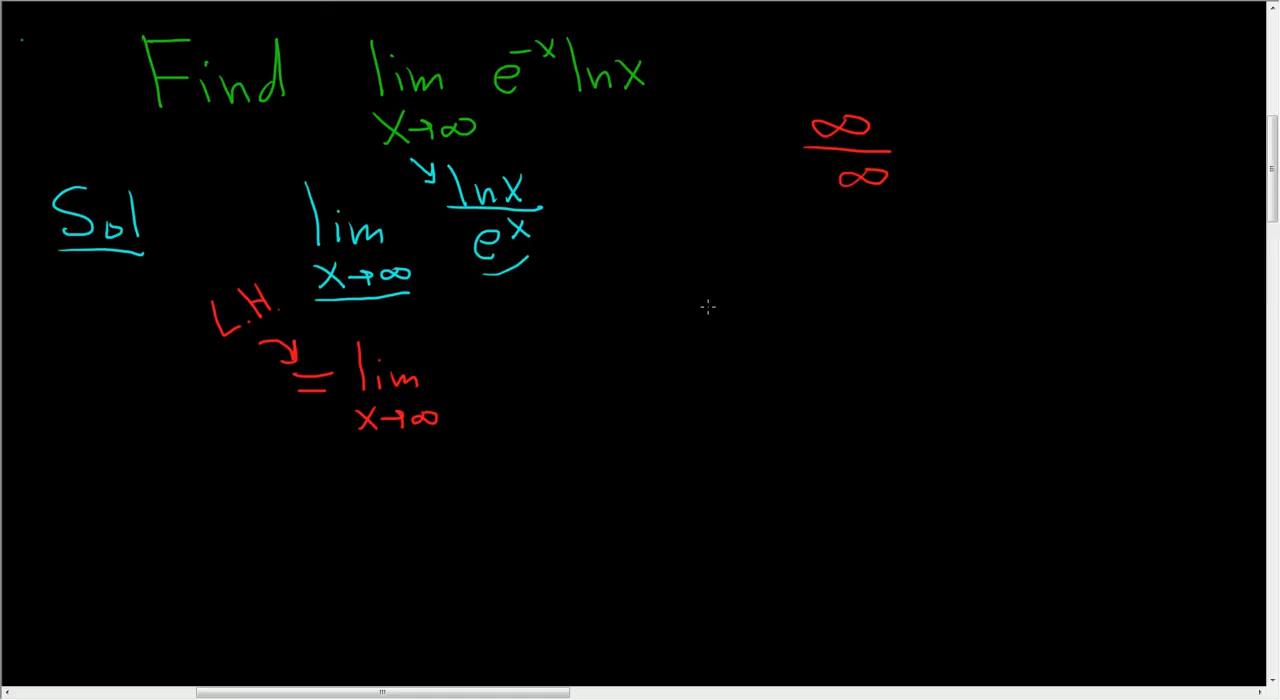 Find lim e^{-x} ln x
x→∞
∞
∞
Sol lim ln x / e^x
x→∞
L.H.
= lim
x→∞